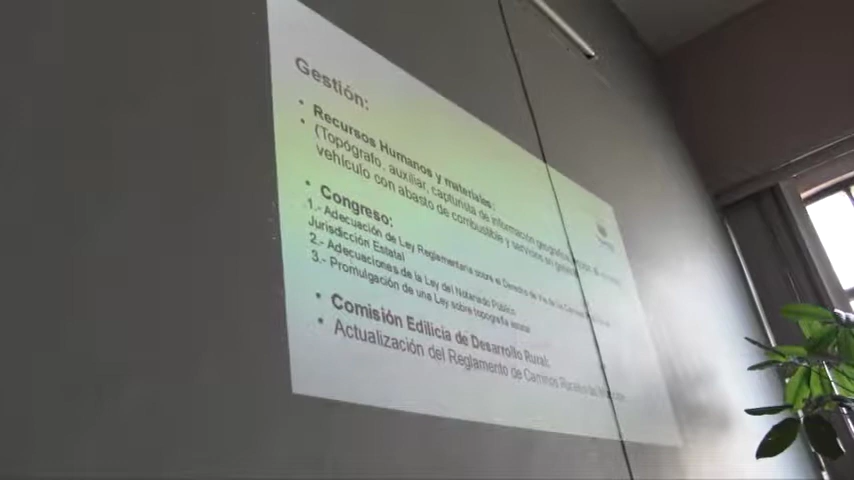 Gestión:
• Recursos Humanos y materiales:
• (Topógrafo, auxiliar, capturista de información geográfica,
vehículo con abasto de combustible y servicios en general
• Congreso:
1.- Adecuación de Ley Reglamentaria sobre el Derecho de Vía de los Caminos
Jurisdicción Estatal
2.- Adecuaciones de la Ley del Notariado Público
3.- Promulgación de una Ley sobre topografía estatal
• Comisión Edilicia de Desarrollo Rural:
• Actualización del Reglamento de Caminos Rurales de